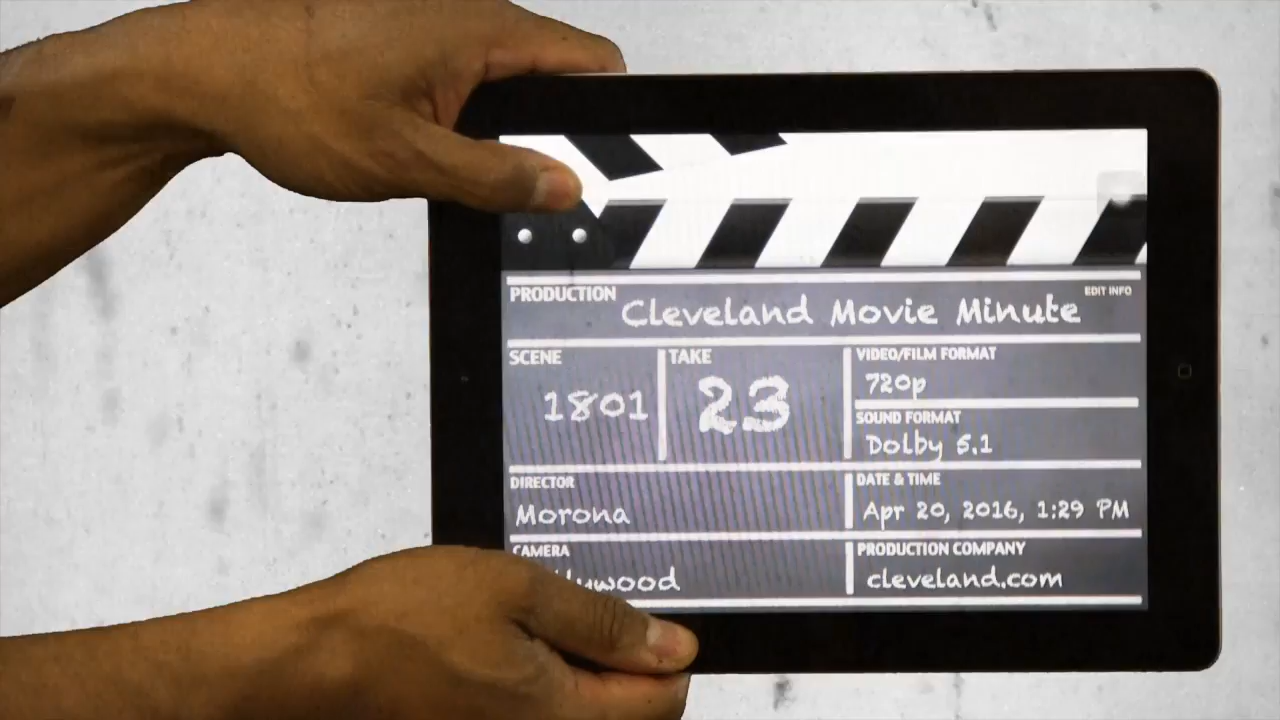 PRODUCTION Cleveland Movie Minute EDIT INFO
SCENE TAKE VIDEO/FILM FORMAT
1801 23 720p
SOUND FORMAT
Dolby 5.1
DIRECTOR DATE & TIME
Morona Apr 20, 2016, 1:29 PM
CAMERA PRODUCTION COMPANY
cleveland.com